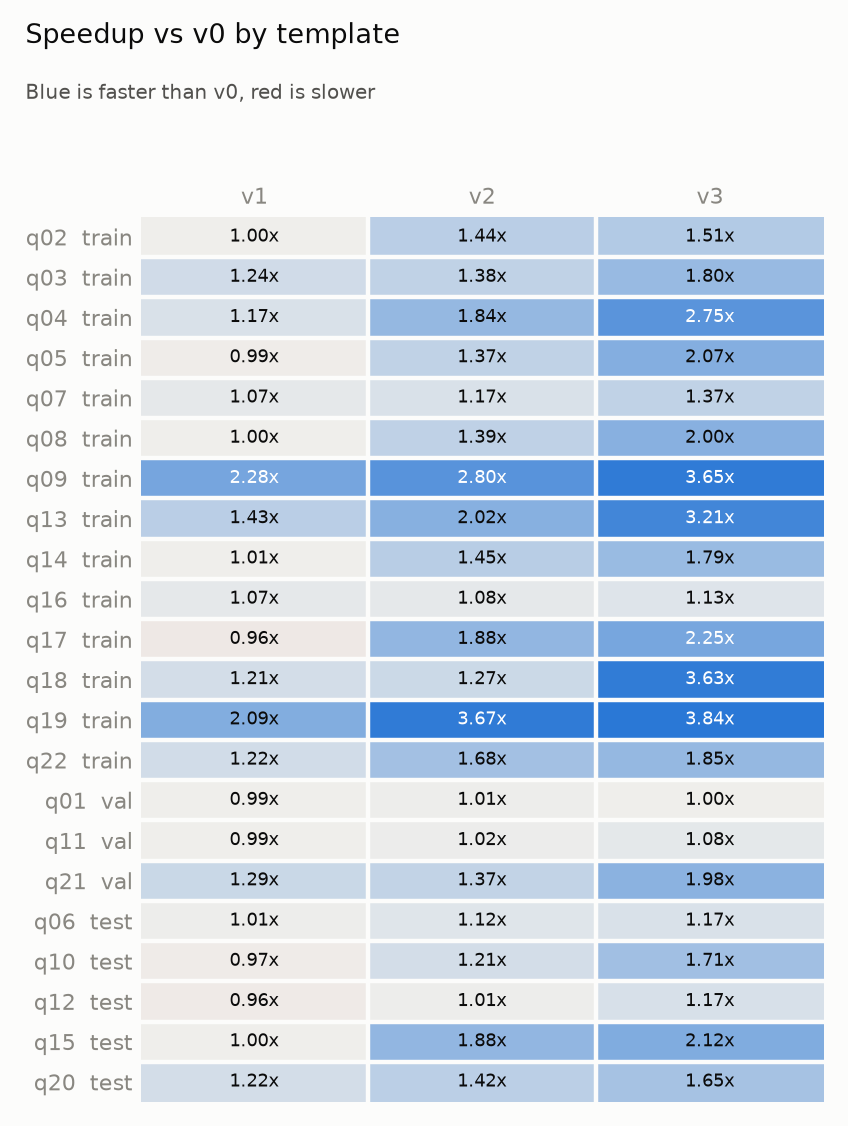 Speedup vs v0 by template
Blue is faster than v0, red is slower
v1 v2 v3
q02 train 1.00x 1.44x 1.51x
q03 train 1.24x 1.38x 1.80x
q04 train 1.17x 1.84x 2.75x
q05 train 0.99x 1.37x 2.07x
q07 train 1.07x 1.17x 1.37x
q08 train 1.00x 1.39x 2.00x
q09 train 2.28x 2.80x 3.65x
q13 train 1.43x 2.02x 3.21x
q14 train 1.01x 1.45x 1.79x
q16 train 1.07x 1.08x 1.13x
q17 train 0.96x 1.88x 2.25x
q18 train 1.21x 1.27x 3.63x
q19 train 2.09x 3.67x 3.84x
q22 train 1.22x 1.68x 1.85x
q01 val 0.99x 1.01x 1.00x
q11 val 0.99x 1.02x 1.08x
q21 val 1.29x 1.37x 1.98x
q06 test 1.01x 1.12x 1.17x
q10 test 0.97x 1.21x 1.71x
q12 test 0.96x 1.01x 1.17x
q15 test 1.00x 1.88x 2.12x
q20 test 1.22x 1.42x 1.65x